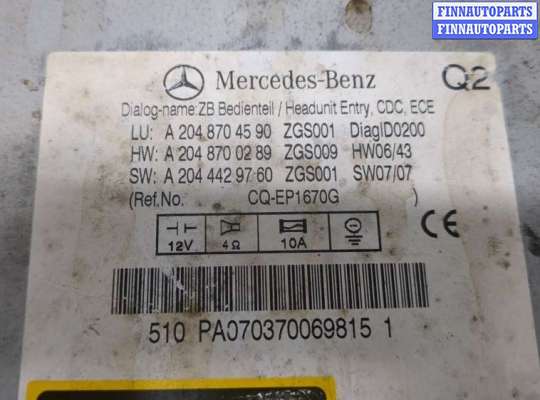 FINNAUTOPARTS
FINNAUTOPARTS
Mercedes-Benz Q2
Dialog-name:ZB Bedienteil / Headunit Entry, CDC, ECE
LU: A 204 870 45 90 ZGS001 DiagID0200
HW: A 204 870 02 89 ZGS009 HW06/43
SW: A 204 442 97 60 ZGS001 SW07/07
(Ref.No. CQ-EP1670G )
12V 4Ω 10A CE
510 PA070370069815 1